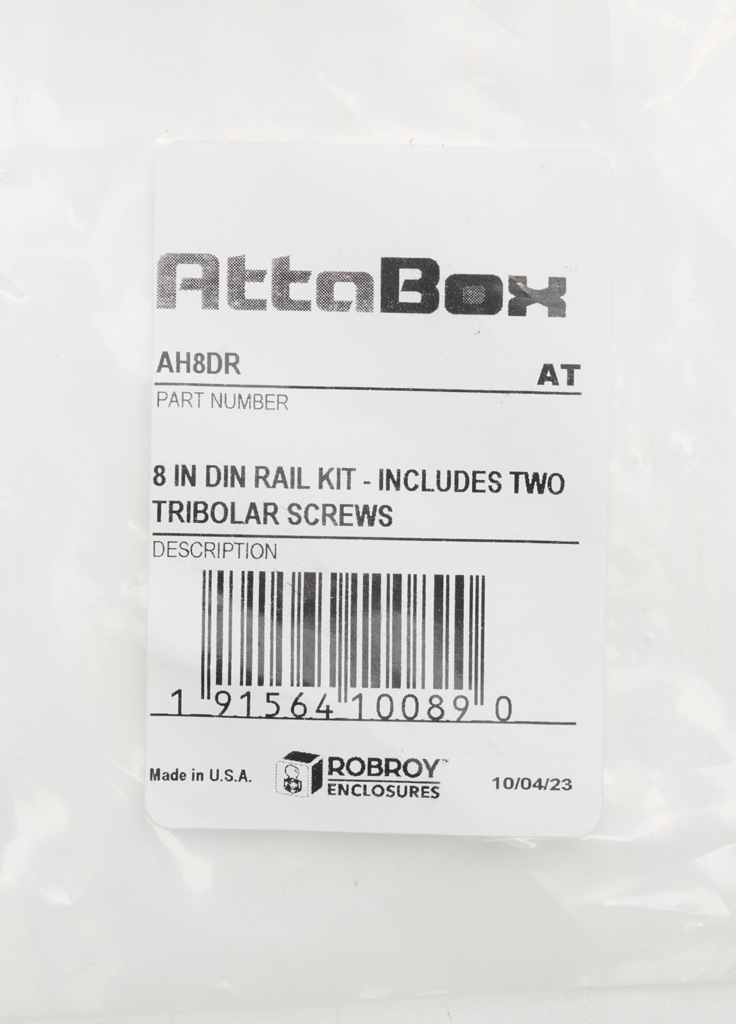 AttaBox
AH8DR AT
PART NUMBER
8 IN DIN RAIL KIT - INCLUDES TWO
TRIBOLAR SCREWS
DESCRIPTION
1 91564 10089 0
Made in U.S.A. ROBROY™ ENCLOSURES 10/04/23